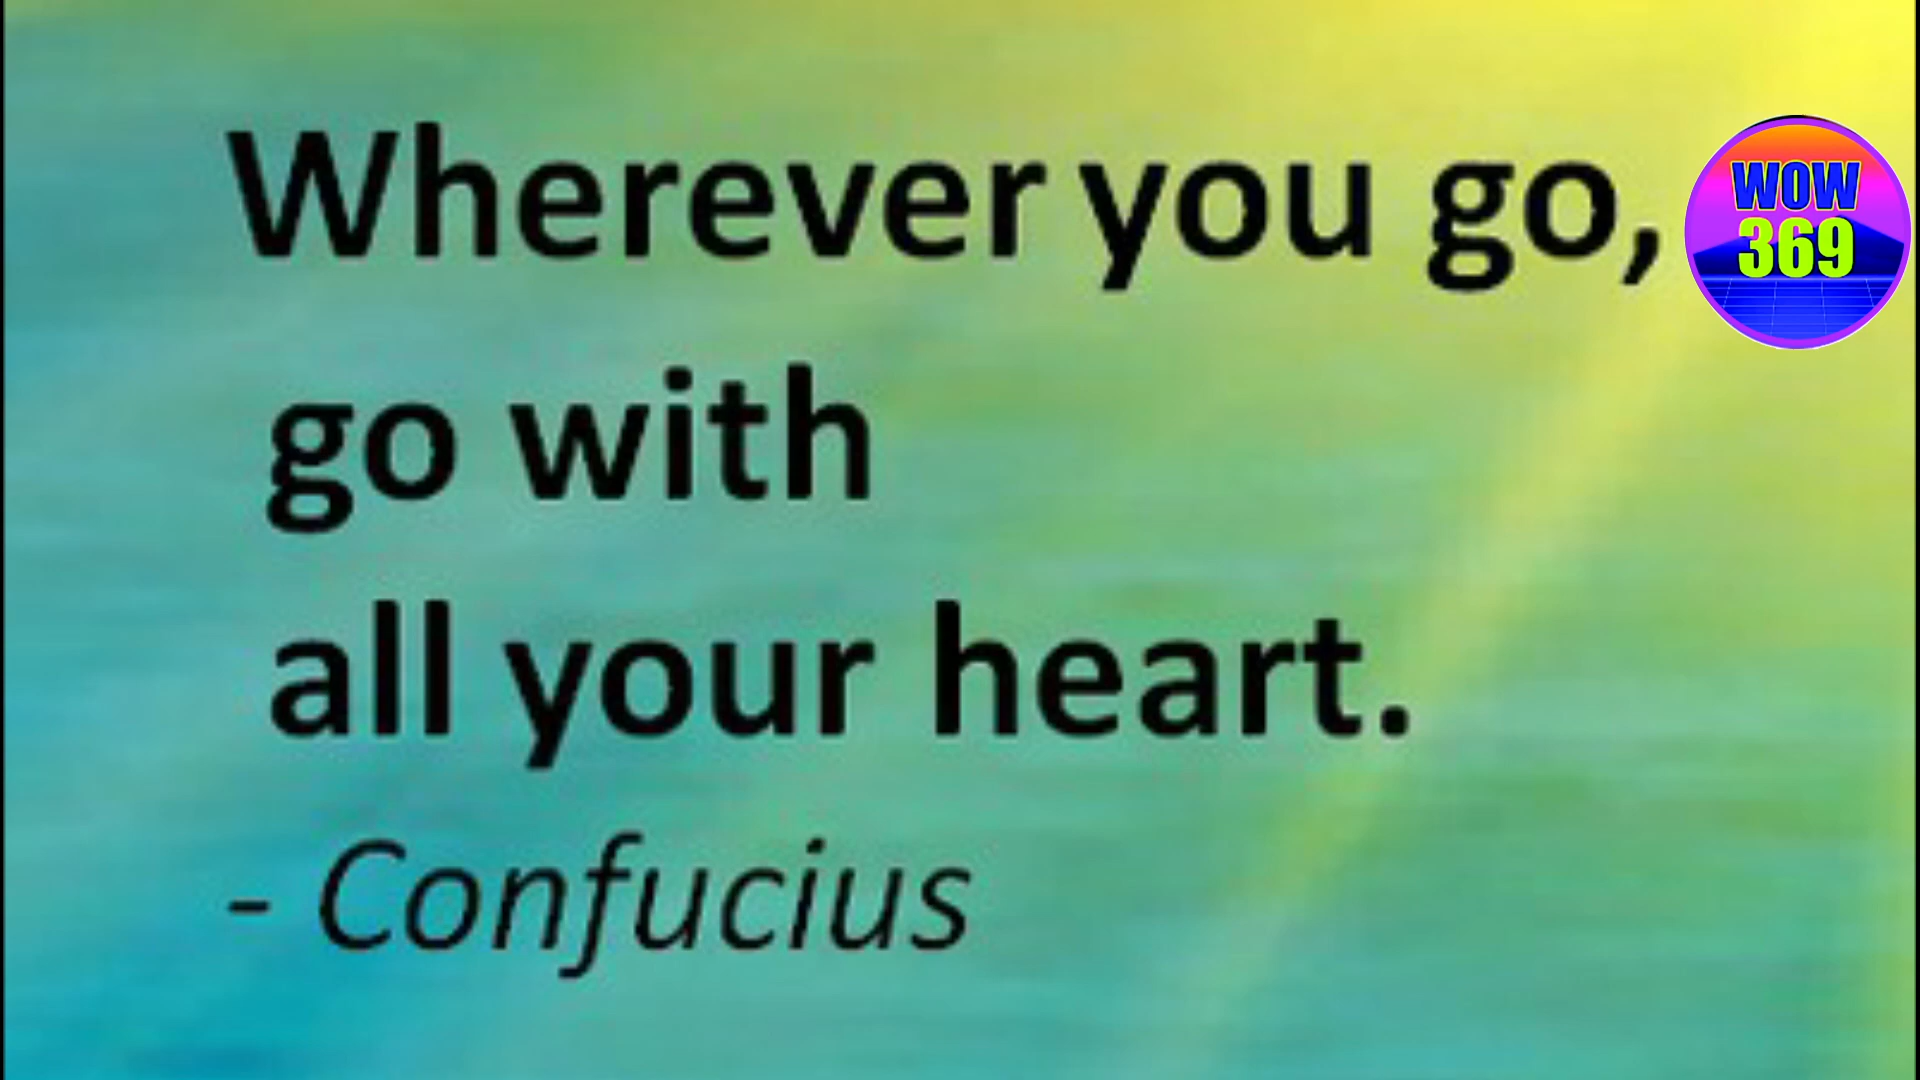 Wherever you go,
WOW
369
go with
all your heart.
- Confucius